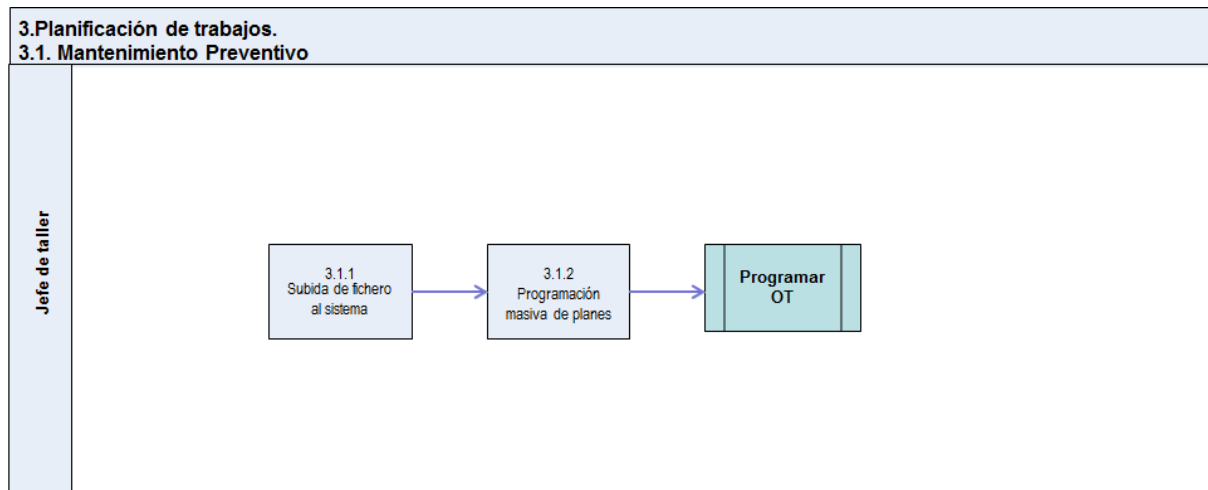 3.Planificación de trabajos.
3.1. Mantenimiento Preventivo
Jefe de taller
3.1.1
Subida de fichero
al sistema
3.1.2
Programación
masiva de planes
Programar
OT